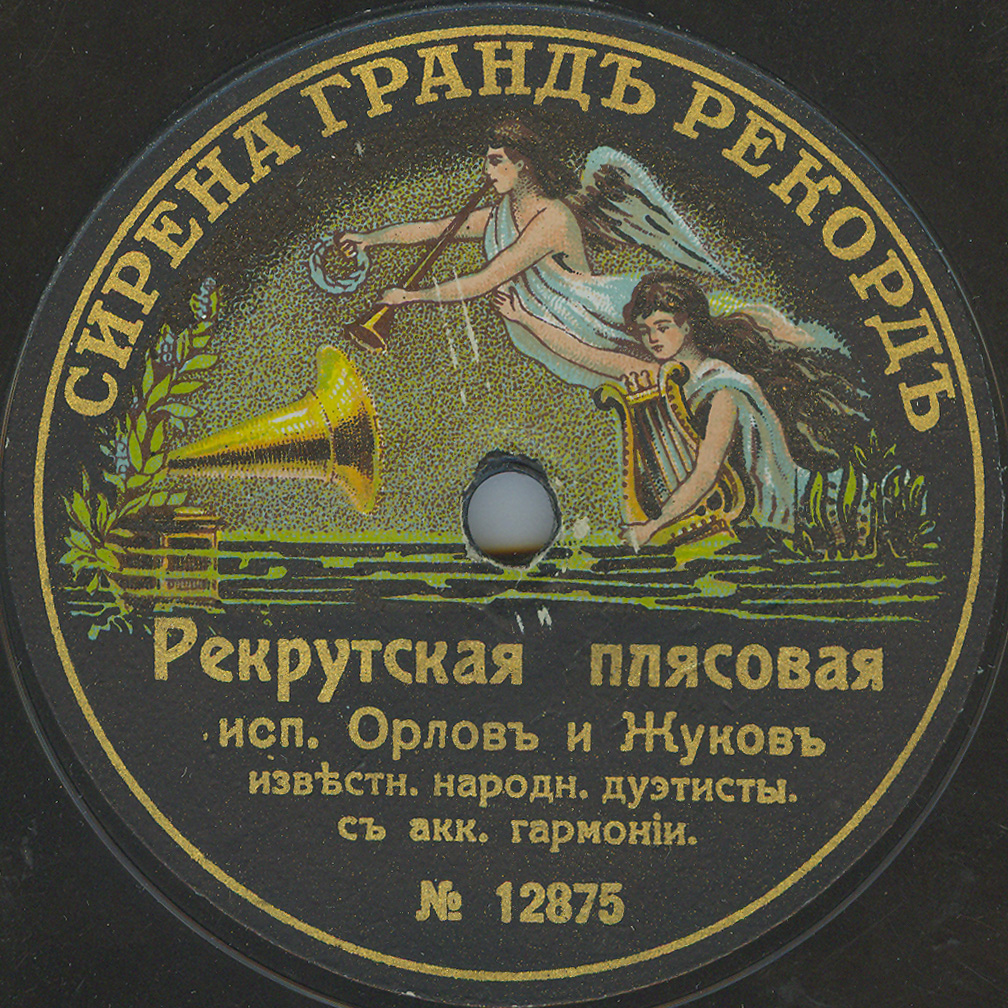 СИРЕНА ГРАНДЪ РЕКОРДЪ
Рекрутская плясовая
исп. Орловъ и Жуковъ
извѣстн. народн. дуэтисты.
съ акк. гармонiи.
№ 12875